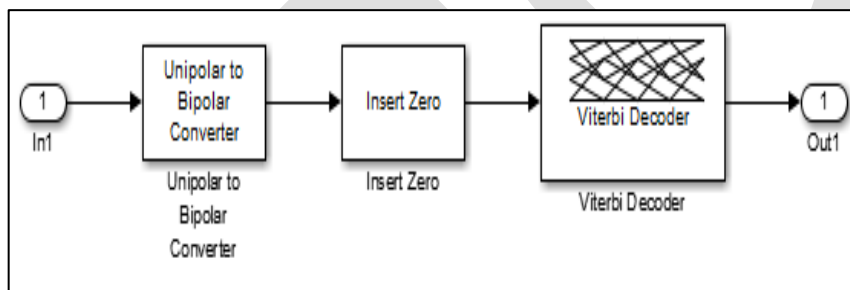 1
In1
Unipolar to
Bipolar
Converter
Unipolar to
Bipolar
Converter
Insert Zero
Insert Zero
Viterbi Decoder
Viterbi Decoder
1
Out1